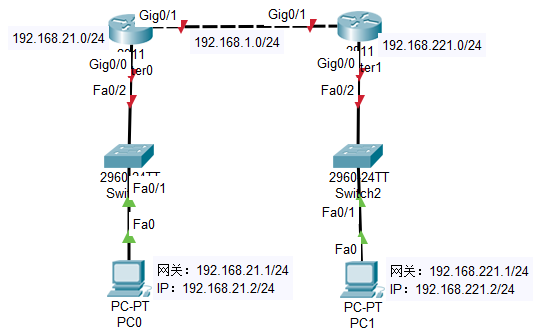 Gig0/1
Gig0/1
192.168.21.0/24
192.168.1.0/24
192.168.221.0/24
Gig0/0
Gig0/0
Fa0/2
Fa0/2
2960-24TT
2960-24TT
Switch2
Fa0/1
Fa0/1
Fa0
Fa0
网关：192.168.21.1/24
IP：192.168.21.2/24
网关：192.168.221.1/24
IP：192.168.221.2/24
PC-PT
PC0
PC-PT
PC1